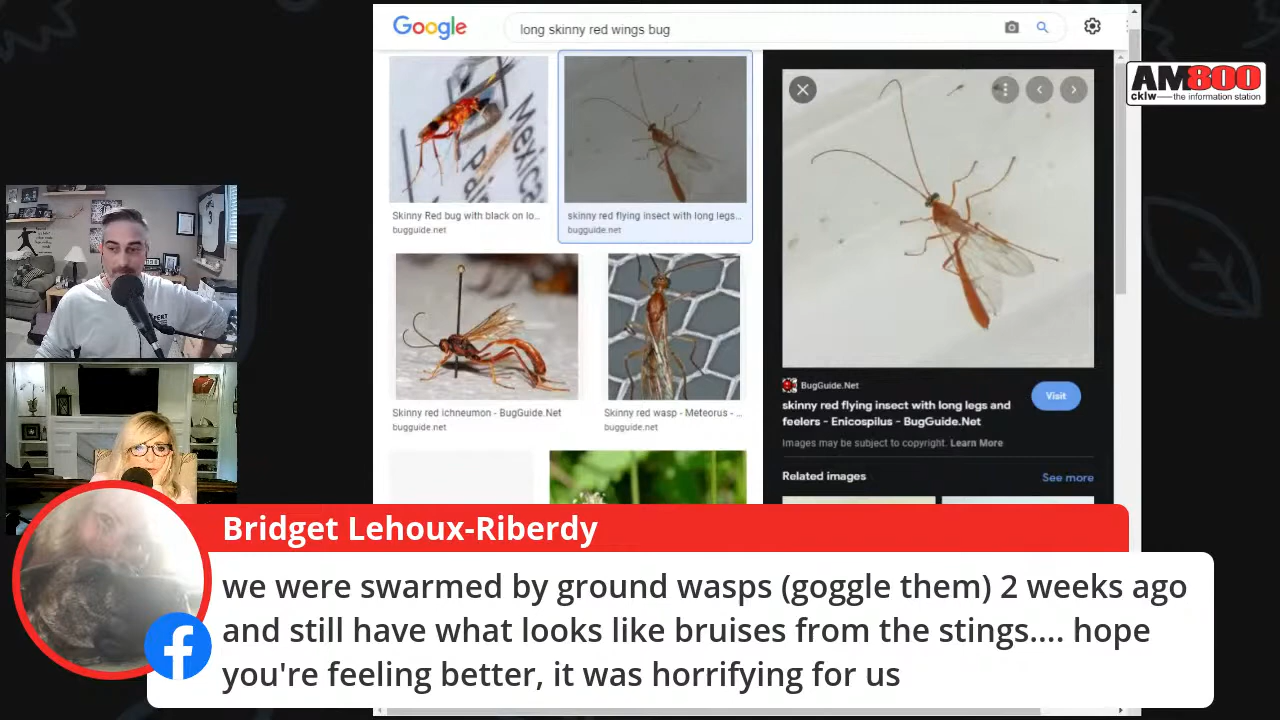 Google
long skinny red wings bug
AM800
cklw — the information station
Mexica
Skinny Red bug with black on lo...
bugguide.net
skinny red flying insect with long legs...
bugguide.net
Skinny red ichneumon - BugGuide.Net
bugguide.net
Skinny red wasp - Meteorus - ...
bugguide.net
BugGuide.Net
Visit
skinny red flying insect with long legs and
feelers - Enicospilus - BugGuide.Net
Images may be subject to copyright. Learn More
Related images
See more
Bridget Lehoux-Riberdy
we were swarmed by ground wasps (goggle them) 2 weeks ago
and still have what looks like bruises from the stings.... hope
you're feeling better, it was horrifying for us